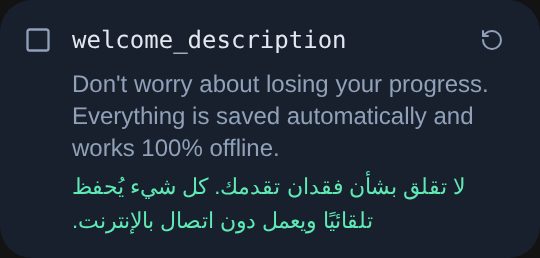 welcome_description
Don't worry about losing your progress.
Everything is saved automatically and
works 100% offline.
لا تقلق بشأن فقدان تقدمك. كل شيء يُحفظ
تلقائيًا ويعمل دون اتصال بالإنترنت.